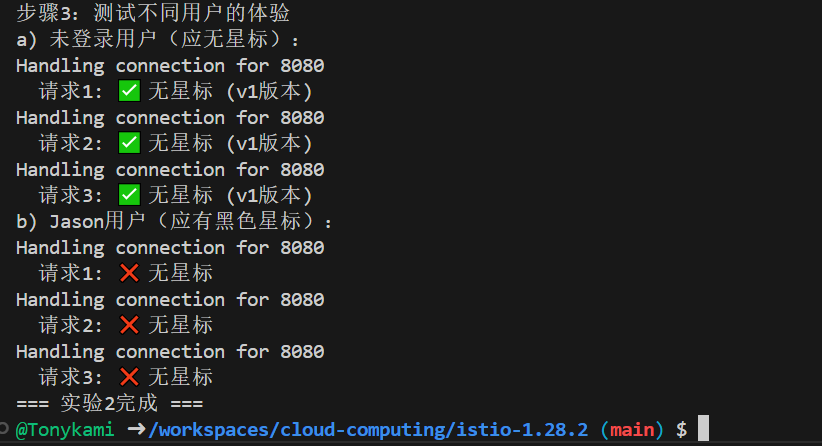 步骤3：测试不同用户的体验
a) 未登录用户（应无星标）：
Handling connection for 8080
请求1: ✅ 无星标 (v1版本)
Handling connection for 8080
请求2: ✅ 无星标 (v1版本)
Handling connection for 8080
请求3: ✅ 无星标 (v1版本)
b) Jason用户（应有黑色星标）：
Handling connection for 8080
请求1: ❌ 无星标
Handling connection for 8080
请求2: ❌ 无星标
Handling connection for 8080
请求3: ❌ 无星标
=== 实验2完成 ===
@Tonykami ➜/workspaces/cloud-computing/istio-1.28.2 (main) $